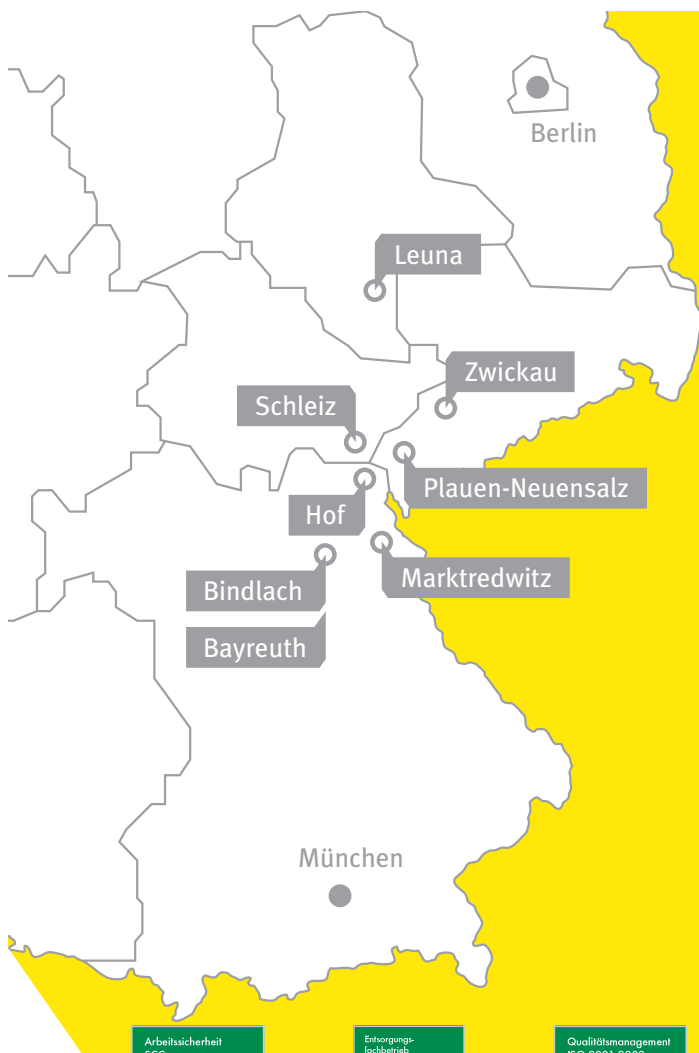 Berlin
Leuna
Zwickau
Schleiz
Plauen-Neuensalz
Hof
Marktredwitz
Bindlach
Bayreuth
München
Arbeitssicherheit
Entsorgungs-
fachbetrieb
Qualitätsmanagement